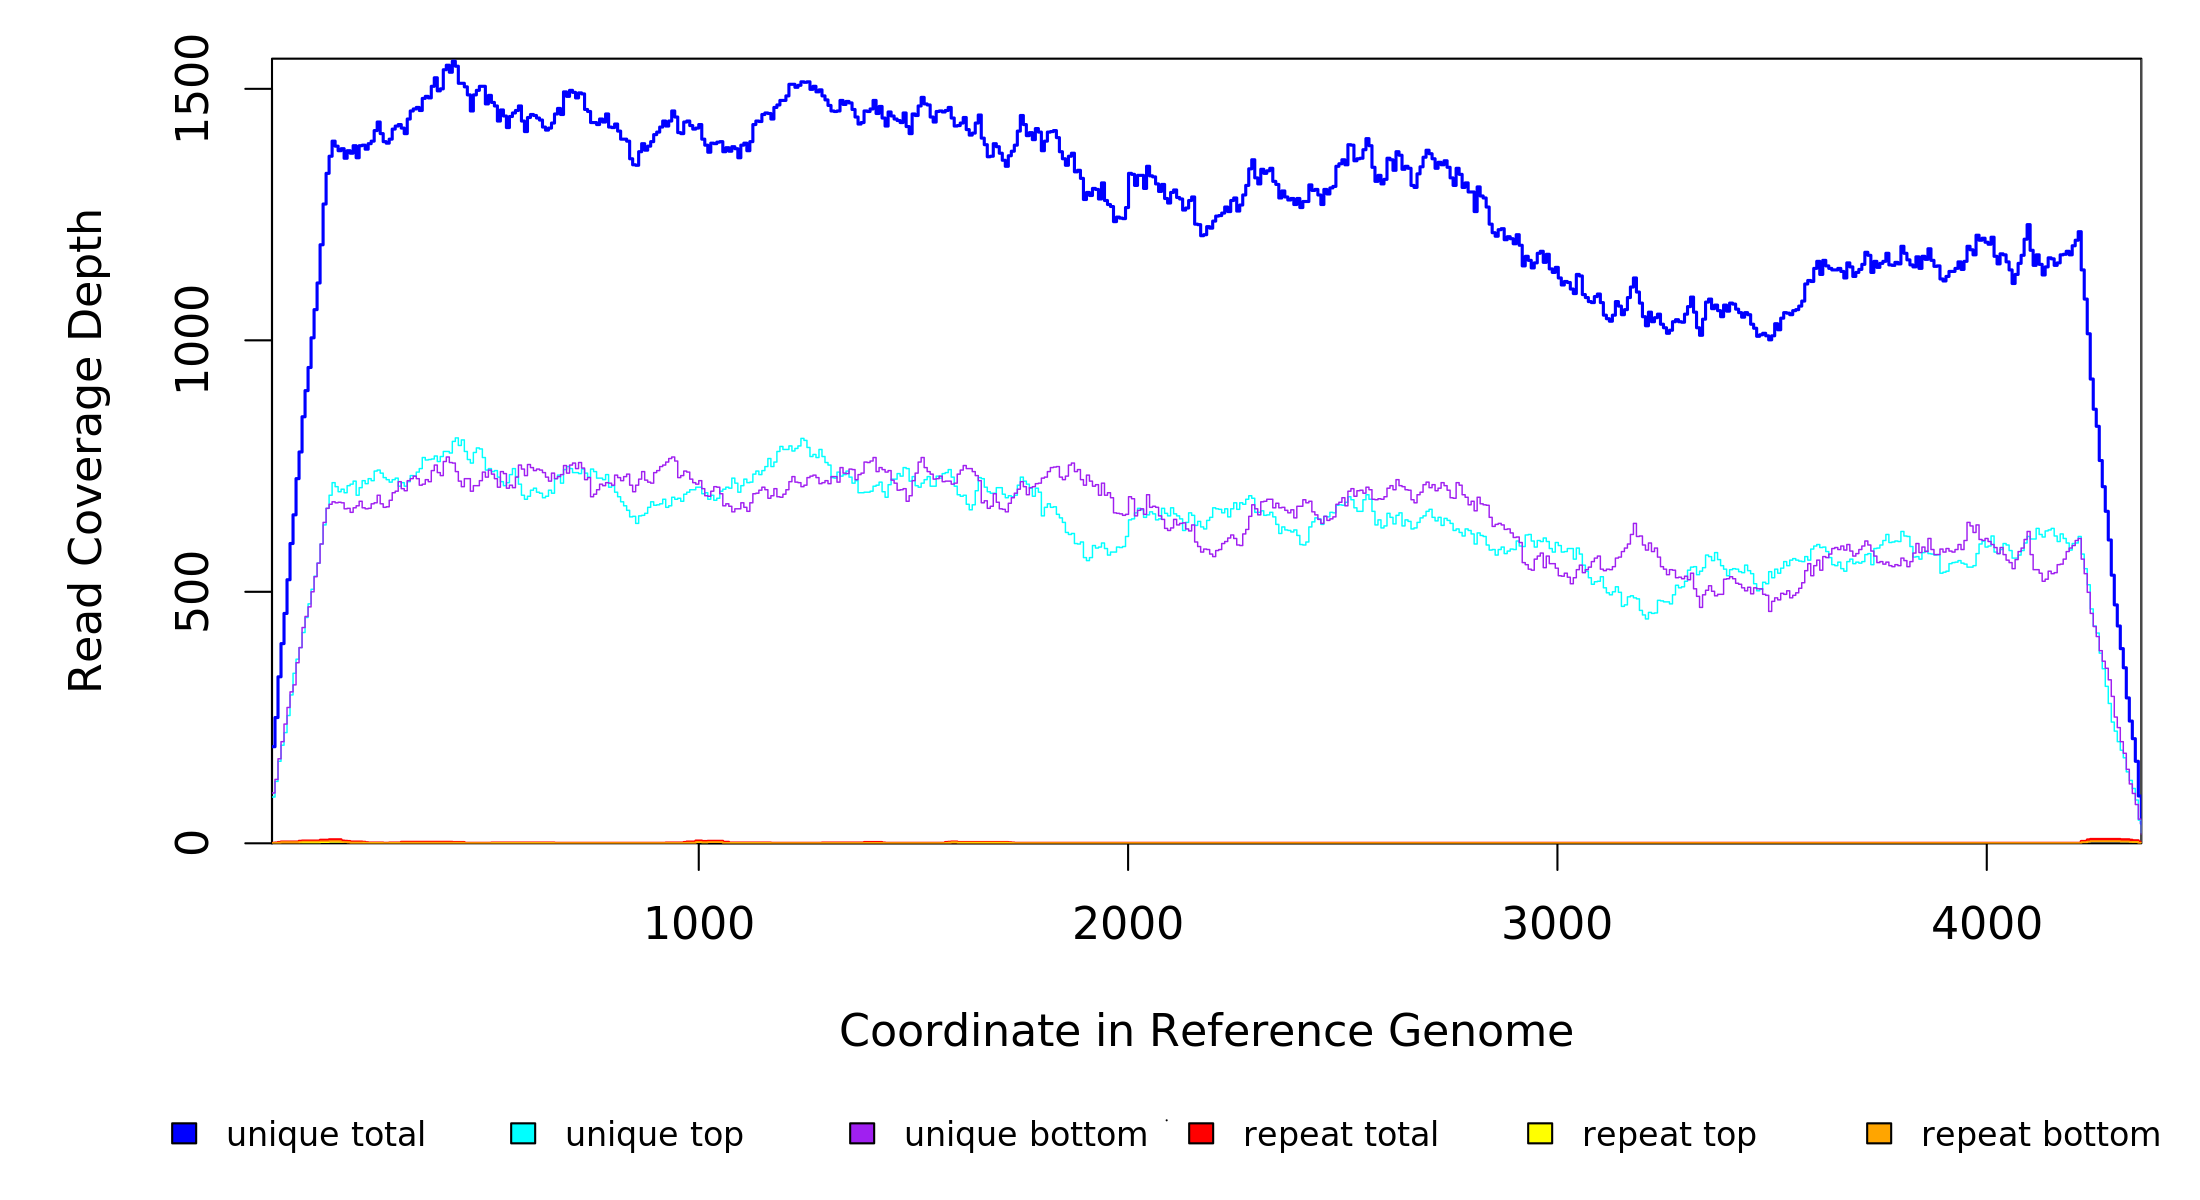 1500
1000
500
0
Read Coverage Depth
1000 2000 3000 4000
Coordinate in Reference Genome
unique total unique top unique bottom repeat total repeat top repeat bottom